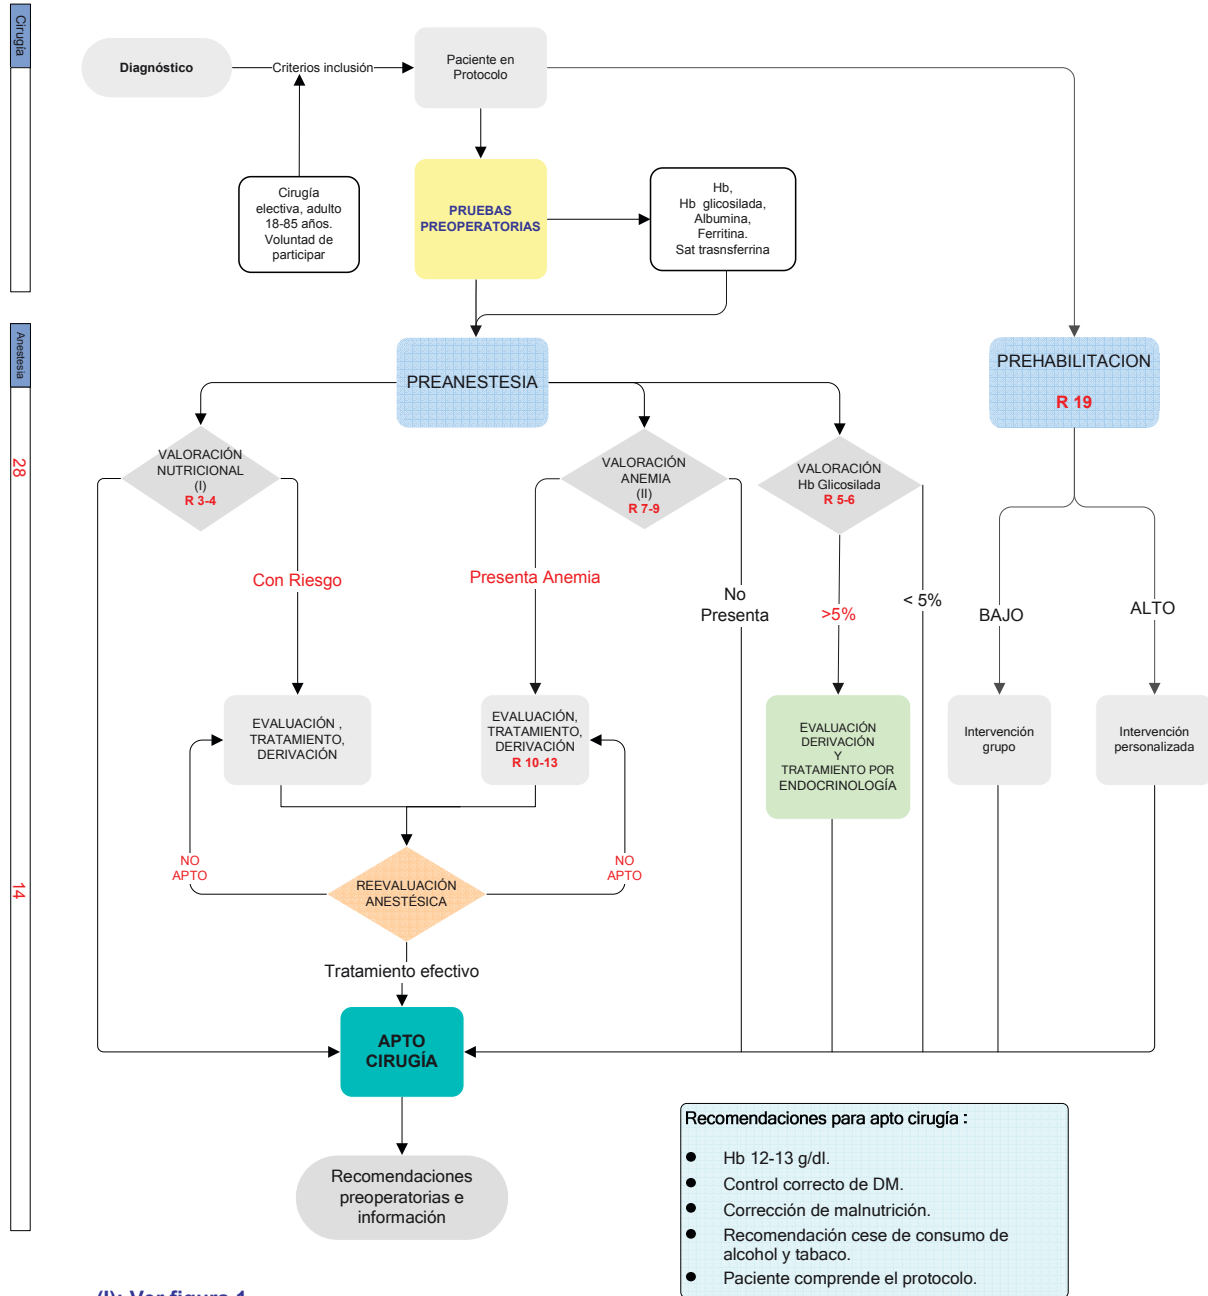 Cirugía
Diagnóstico
Criterios inclusión
Paciente en
Protocolo
Cirugía
electiva, adulto
18-85 años.
Voluntad de
participar
PRUEBAS
PREOPERATORIAS
Hb,
Hb glicosilada,
Albumina,
Ferritina.
Sat trasnsferrina
Anestesia
28
14
PREANESTESIA
PREHABILITACION
R 19
VALORACIÓN
NUTRICIONAL
(I)
R 3-4
VALORACIÓN
ANEMIA
(II)
R 7-9
VALORACIÓN
Hb Glicosilada
R 5-6
Con Riesgo
Presenta Anemia
No
Presenta
>5%
< 5%
BAJO
ALTO
EVALUACIÓN ,
TRATAMIENTO,
DERIVACIÓN
EVALUACIÓN,
TRATAMIENTO,
DERIVACIÓN
R 10-13
EVALUACIÓN
DERIVACIÓN
Y
TRATAMIENTO POR
ENDOCRINOLOGÍA
Intervención
grupo
Intervención
personalizada
NO
APTO
REEVALUACIÓN
ANESTÉSICA
NO
APTO
Tratamiento efectivo
APTO
CIRUGÍA
Recomendaciones
preoperatorias e
información
Recomendaciones para apto cirugía :
● Hb 12-13 g/dl.
● Control correcto de DM.
● Corrección de malnutrición.
● Recomendación cese de consumo de
alcohol y tabaco.
● Paciente comprende el protocolo.
(I): Ver figura 1